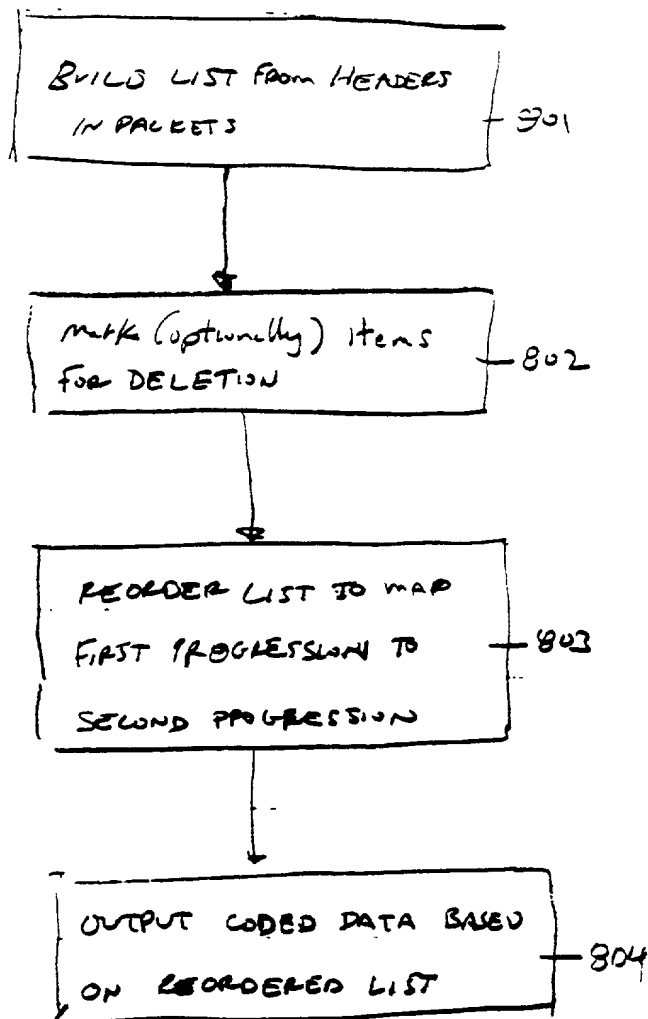 BUILD LIST FROM HEADERS
IN PACKETS
801
Mark (optionally) items
FOR DELETION
802
REORDER LIST TO MAP
FIRST PROGRESSION TO
SECOND PROGRESSION
803
OUTPUT CODED DATA BASED
ON REORDERED LIST
804